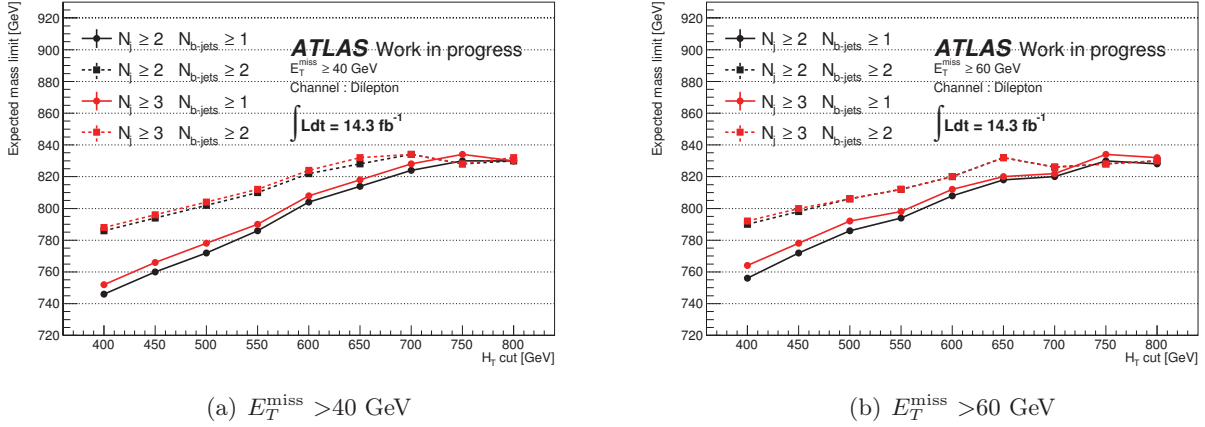 Expected mass limit [GeV]
920
900
880
860
840
820
800
780
760
740
720
N_j ≥ 2 N_b-jets ≥ 1
N_j ≥ 2 N_b-jets ≥ 2
N_j ≥ 3 N_b-jets ≥ 1
N_j ≥ 3 N_b-jets ≥ 2
ATLAS Work in progress
E_T^miss ≥ 40 GeV
Channel : Dilepton
∫ Ldt = 14.3 fb^-1
400 450 500 550 600 650 700 750 800
H_T cut [GeV]
(a) E_T^miss >40 GeV
Expected mass limit [GeV]
920
900
880
860
840
820
800
780
760
740
720
N_j ≥ 2 N_b-jets ≥ 1
N_j ≥ 2 N_b-jets ≥ 2
N_j ≥ 3 N_b-jets ≥ 1
N_j ≥ 3 N_b-jets ≥ 2
ATLAS Work in progress
E_T^miss ≥ 60 GeV
Channel : Dilepton
∫ Ldt = 14.3 fb^-1
400 450 500 550 600 650 700 750 800
H_T cut [GeV]
(b) E_T^miss >60 GeV